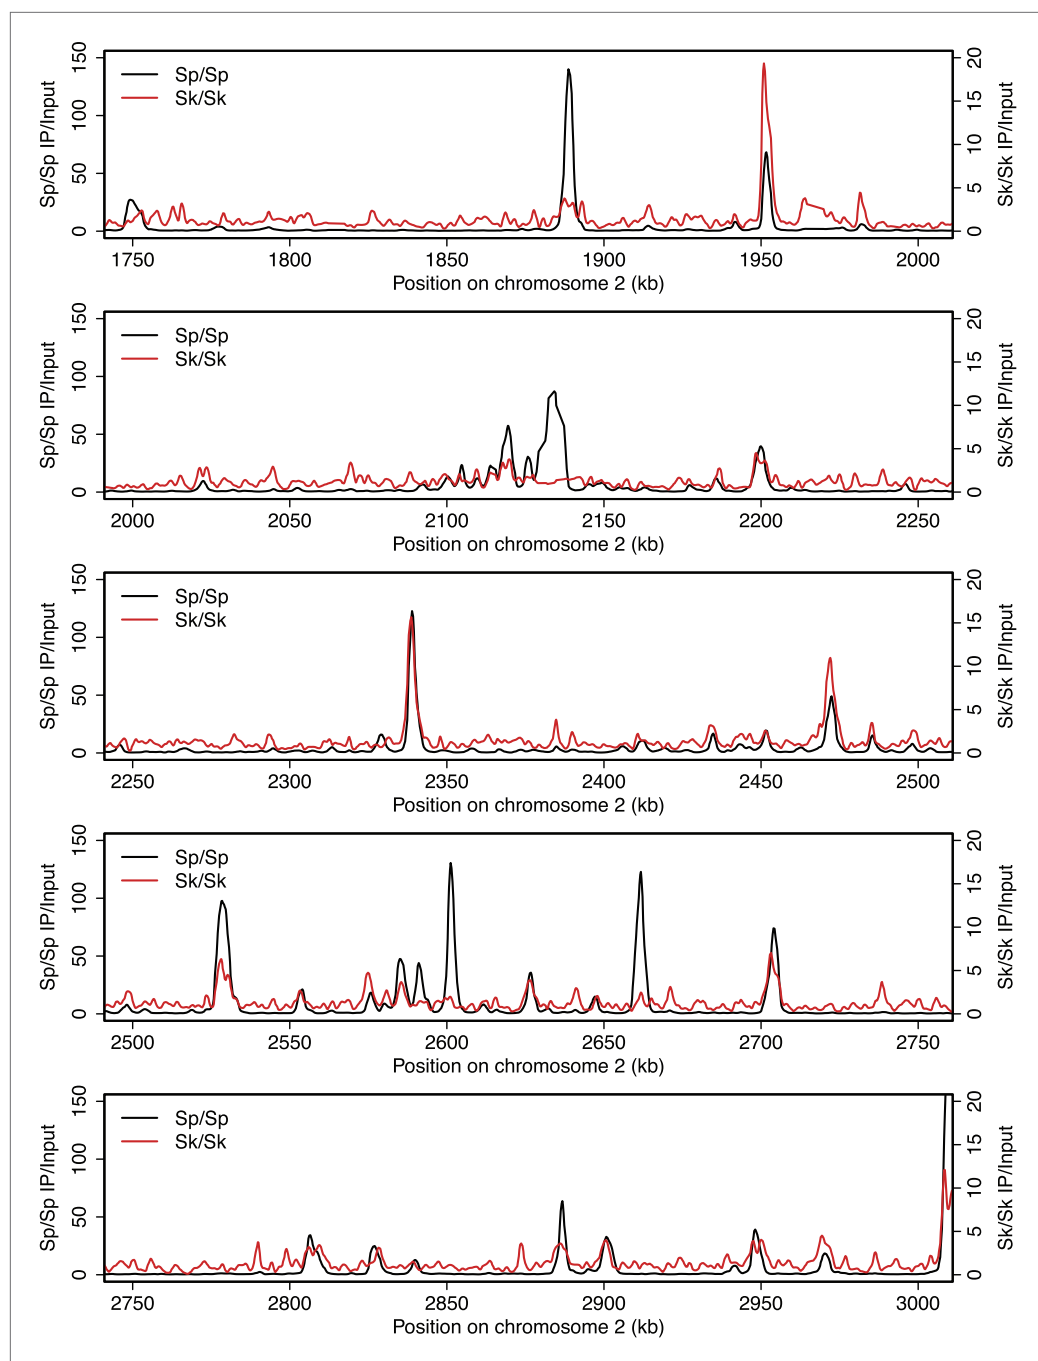 Sp/Sp IP/Input
0 50 100 150
Sp/Sp
Sk/Sk
0 5 10 15 20
Sk/Sk IP/Input
1750 1800 1850 1900 1950 2000
Position on chromosome 2 (kb)
Sp/Sp IP/Input
0 50 100 150
Sp/Sp
Sk/Sk
0 5 10 15 20
Sk/Sk IP/Input
2000 2050 2100 2150 2200 2250
Position on chromosome 2 (kb)
Sp/Sp IP/Input
0 50 100 150
Sp/Sp
Sk/Sk
0 5 10 15 20
Sk/Sk IP/Input
2250 2300 2350 2400 2450 2500
Position on chromosome 2 (kb)
Sp/Sp IP/Input
0 50 100 150
Sp/Sp
Sk/Sk
0 5 10 15 20
Sk/Sk IP/Input
2500 2550 2600 2650 2700 2750
Position on chromosome 2 (kb)
Sp/Sp IP/Input
0 50 100 150
Sp/Sp
Sk/Sk
0 5 10 15 20
Sk/Sk IP/Input
2750 2800 2850 2900 2950 3000
Position on chromosome 2 (kb)